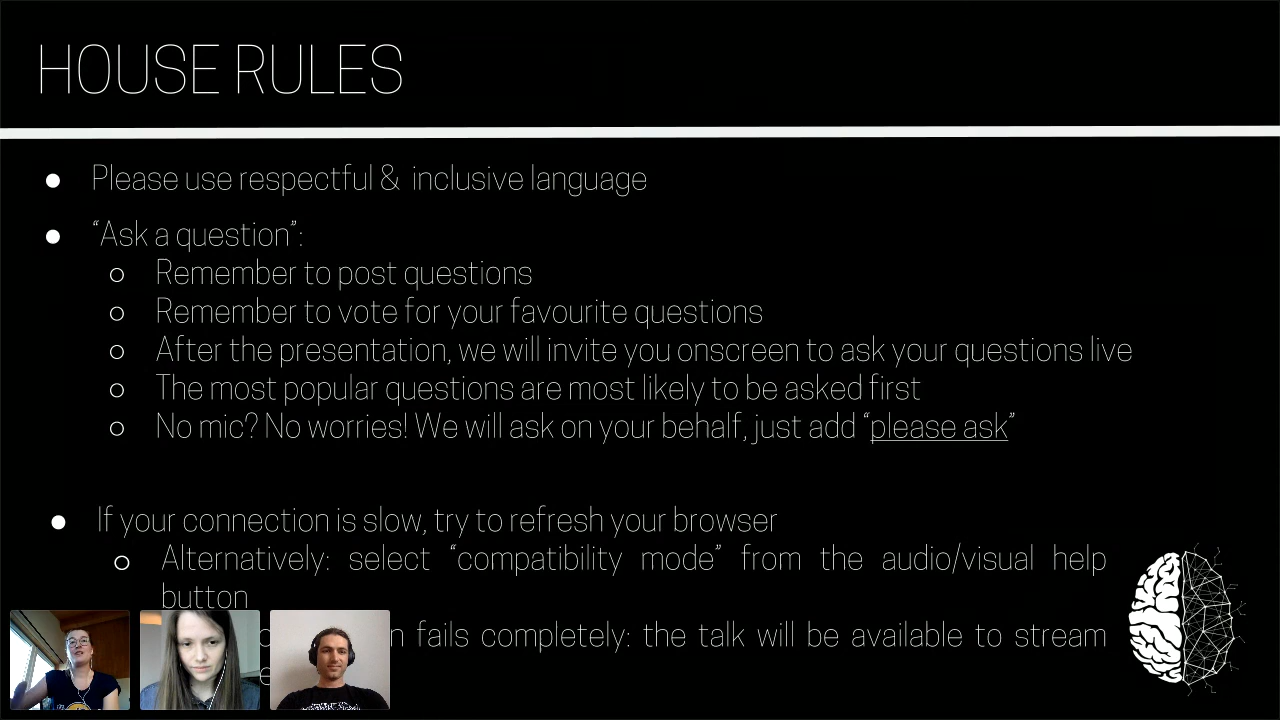 HOUSE RULES
● Please use respectful & inclusive language
● “Ask a question”:
○ Remember to post questions
○ Remember to vote for your favourite questions
○ After the presentation, we will invite you onscreen to ask your questions live
○ The most popular questions are most likely to be asked first
○ No mic? No worries! We will ask on your behalf, just add “please ask”
● If your connection is slow, try to refresh your browser
○ Alternatively: select “compatibility mode” from the audio/visual help
button
fails completely: the talk will be available to stream